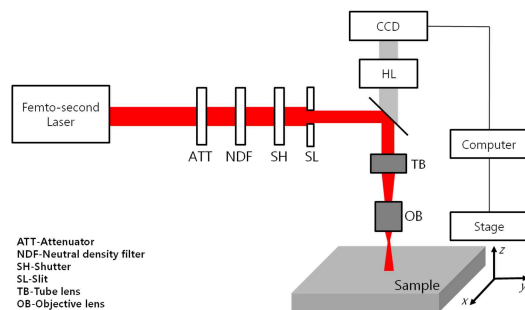 CCD
HL
Femto-second
Laser
ATT
NDF
SH
SL
TB
Computer
OB
Stage
ATT-Attenuator
NDF-Neutral density filter
SH-Shutter
SL-Slit
TB-Tube lens
OB-Objective lens
Sample
z
y
x